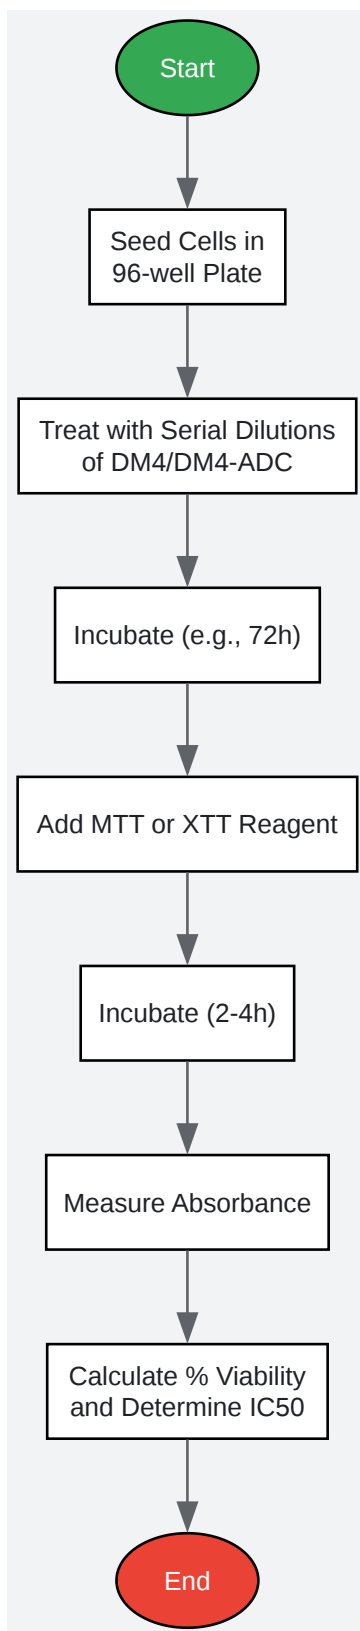 Start
Seed Cells in
96-well Plate
Treat with Serial Dilutions
of DM4/DM4-ADC
Incubate (e.g., 72h)
Add MTT or XTT Reagent
Incubate (2-4h)
Measure Absorbance
Calculate % Viability
and Determine IC50
End